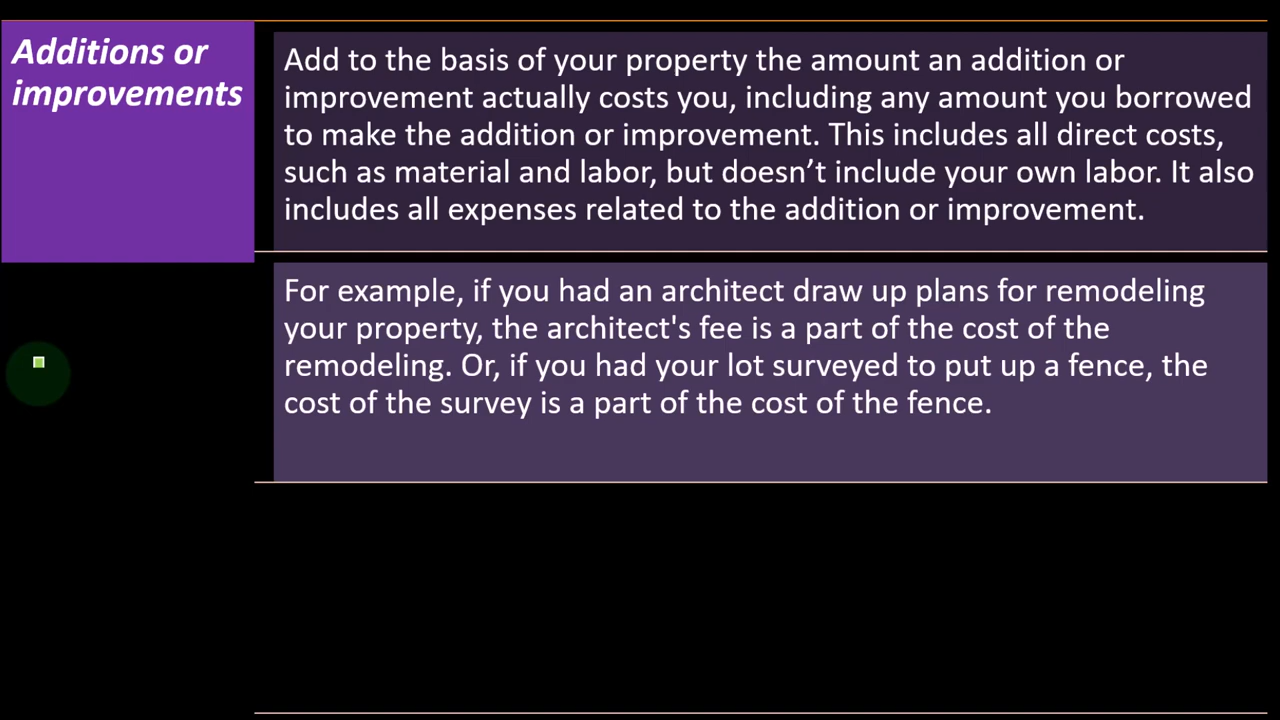 Additions or
improvements
Add to the basis of your property the amount an addition or
improvement actually costs you, including any amount you borrowed
to make the addition or improvement. This includes all direct costs,
such as material and labor, but doesn’t include your own labor. It also
includes all expenses related to the addition or improvement.
For example, if you had an architect draw up plans for remodeling
your property, the architect's fee is a part of the cost of the
remodeling. Or, if you had your lot surveyed to put up a fence, the
cost of the survey is a part of the cost of the fence.